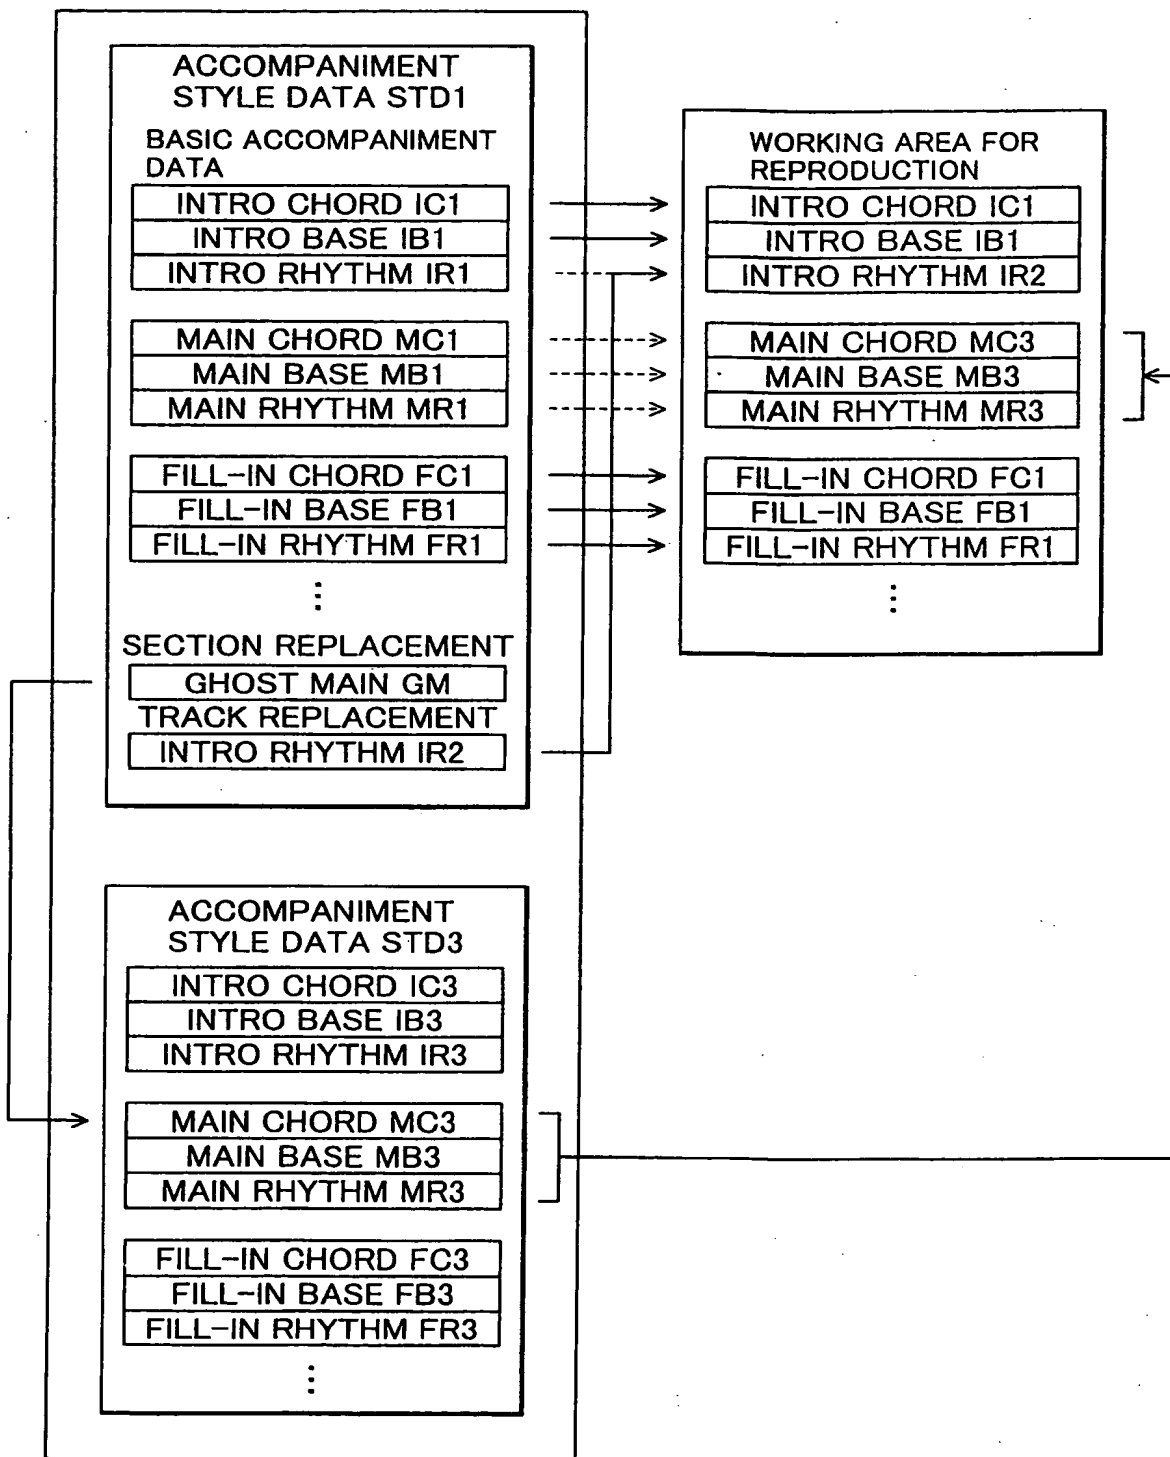 ACCOMPANIMENT
STYLE DATA STD1
BASIC ACCOMPANIMENT
DATA
INTRO CHORD IC1
INTRO BASE IB1
INTRO RHYTHM IR1
MAIN CHORD MC1
MAIN BASE MB1
MAIN RHYTHM MR1
FILL-IN CHORD FC1
FILL-IN BASE FB1
FILL-IN RHYTHM FR1
SECTION REPLACEMENT
GHOST MAIN GM
TRACK REPLACEMENT
INTRO RHYTHM IR2
WORKING AREA FOR
REPRODUCTION
INTRO CHORD IC1
INTRO BASE IB1
INTRO RHYTHM IR2
MAIN CHORD MC3
MAIN BASE MB3
MAIN RHYTHM MR3
FILL-IN CHORD FC1
FILL-IN BASE FB1
FILL-IN RHYTHM FR1
ACCOMPANIMENT
STYLE DATA STD3
INTRO CHORD IC3
INTRO BASE IB3
INTRO RHYTHM IR3
MAIN CHORD MC3
MAIN BASE MB3
MAIN RHYTHM MR3
FILL-IN CHORD FC3
FILL-IN BASE FB3
FILL-IN RHYTHM FR3